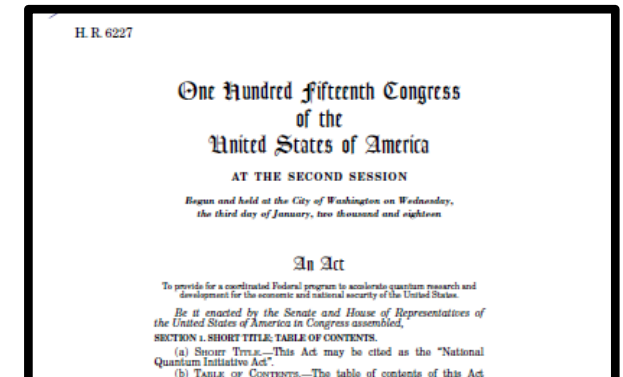 H. R. 6227
One Hundred Fifteenth Congress
of the
United States of America
AT THE SECOND SESSION
Begun and held at the City of Washington on Wednesday,
the third day of January, two thousand and eighteen
An Act
To provide for a coordinated Federal program to accelerate quantum research and
development for the economic and national security of the United States.
Be it enacted by the Senate and House of Representatives of
the United States of America in Congress assembled,
SECTION 1. SHORT TITLE; TABLE OF CONTENTS.
(a) SHORT TITLE.—This Act may be cited as the “National
Quantum Initiative Act”.
(b) TABLE OF CONTENTS.—The table of contents of this Act